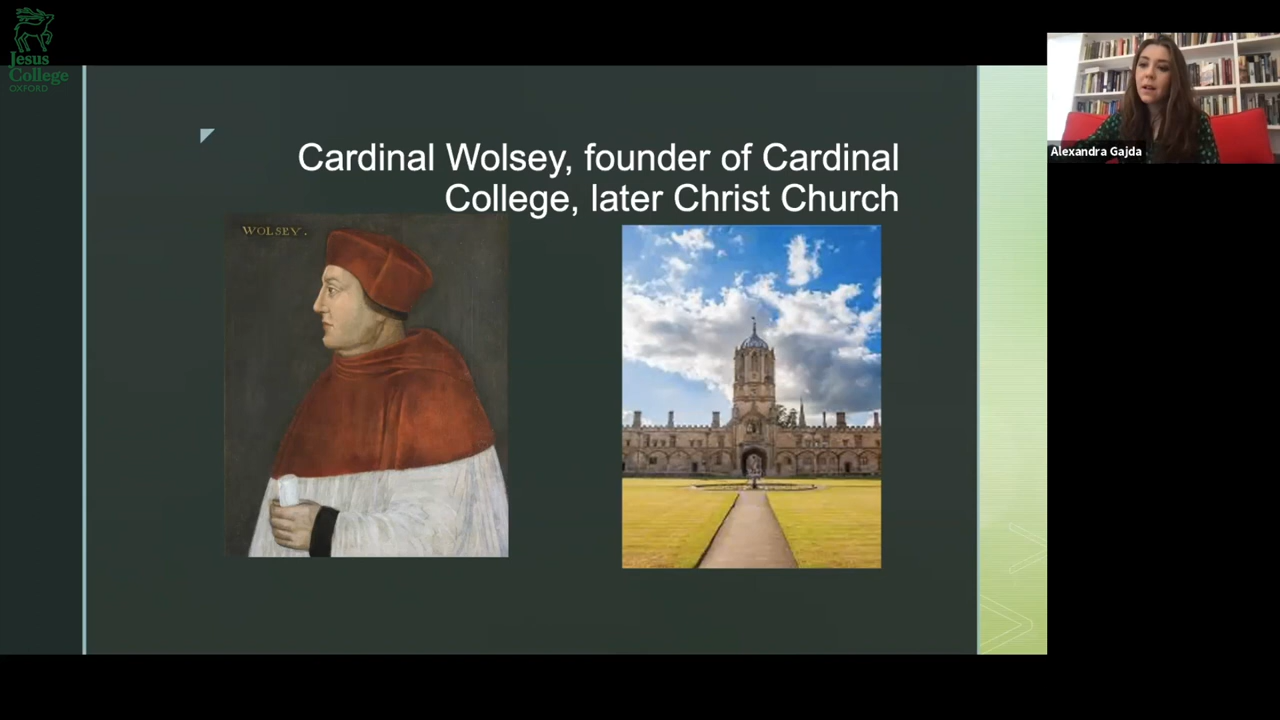 Jesus
College
OXFORD
Cardinal Wolsey, founder of Cardinal
College, later Christ Church
WOLSEY.
Alexandra Gajda